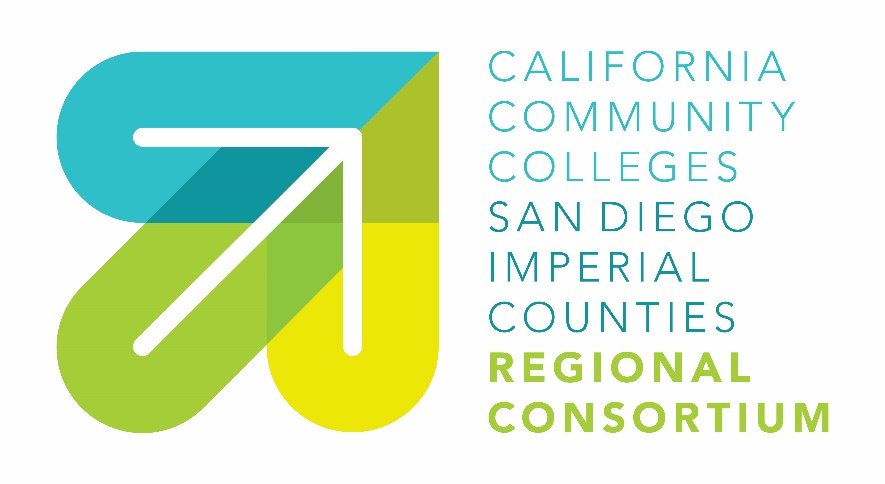 CALIFORNIA
COMMUNITY
COLLEGES
SAN DIEGO
IMPERIAL
COUNTIES
REGIONAL
CONSORTIUM